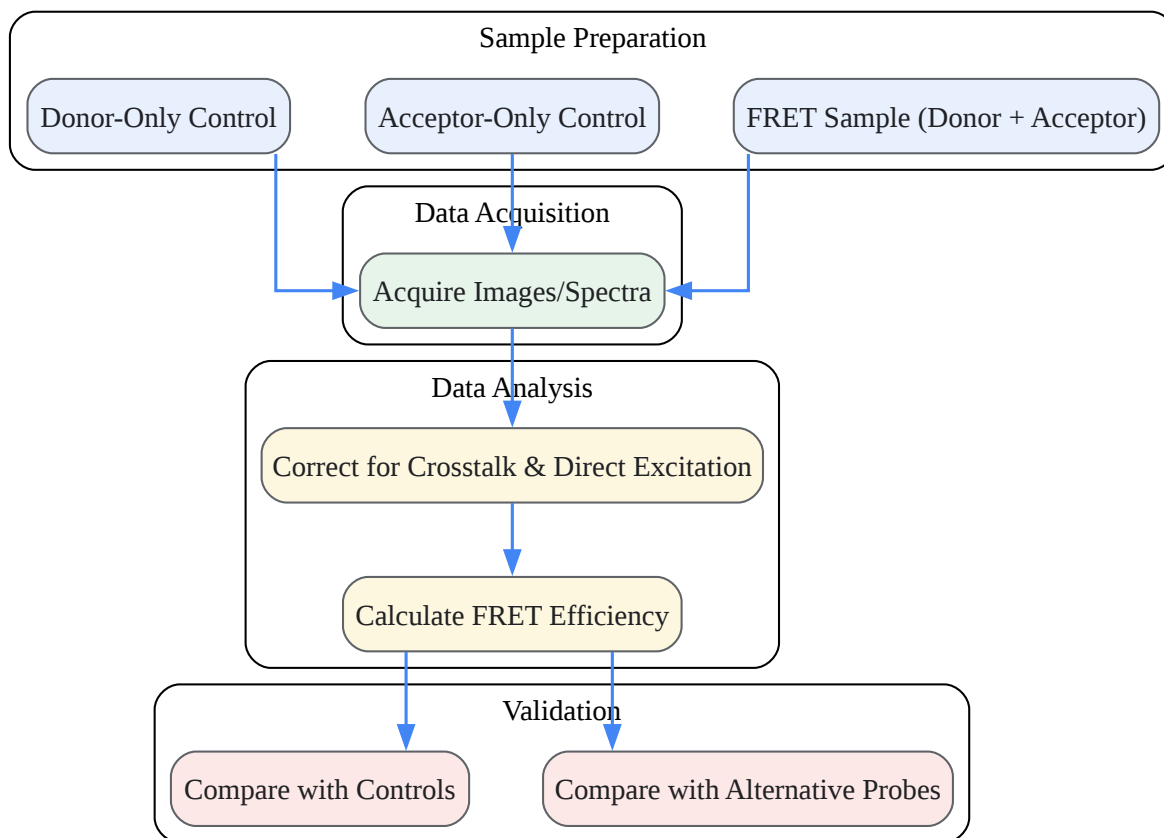 Sample Preparation
Donor-Only Control
Acceptor-Only Control
FRET Sample (Donor + Acceptor)
Data Acquisition
Acquire Images/Spectra
Data Analysis
Correct for Crosstalk & Direct Excitation
Calculate FRET Efficiency
Validation
Compare with Controls
Compare with Alternative Probes